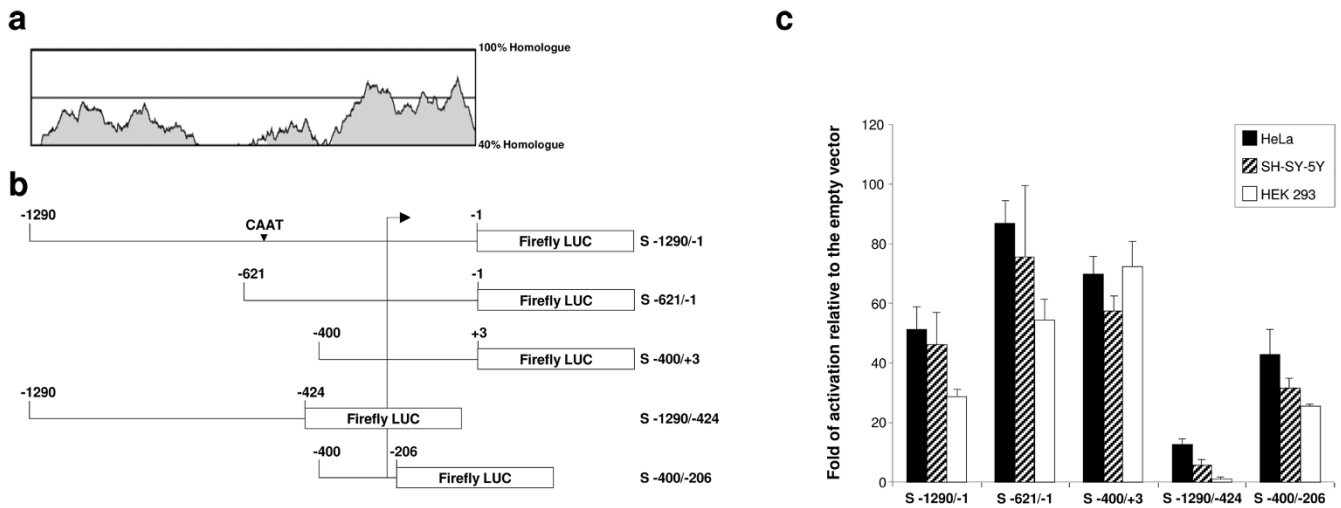 a
100% Homologue
40% Homologue
b
-1290
CAAT
-1
Firefly LUC
S -1290/-1
-621
-1
Firefly LUC
S -621/-1
-400
+3
Firefly LUC
S -400/+3
-1290
-424
Firefly LUC
S -1290/-424
-400
-206
Firefly LUC
S -400/-206
c
Fold of activation relative to the empty vector
120
100
80
60
40
20
0
HeLa
SH-SY-5Y
HEK 293
S -1290/-1
S -621/-1
S -400/+3
S -1290/-424
S -400/-206